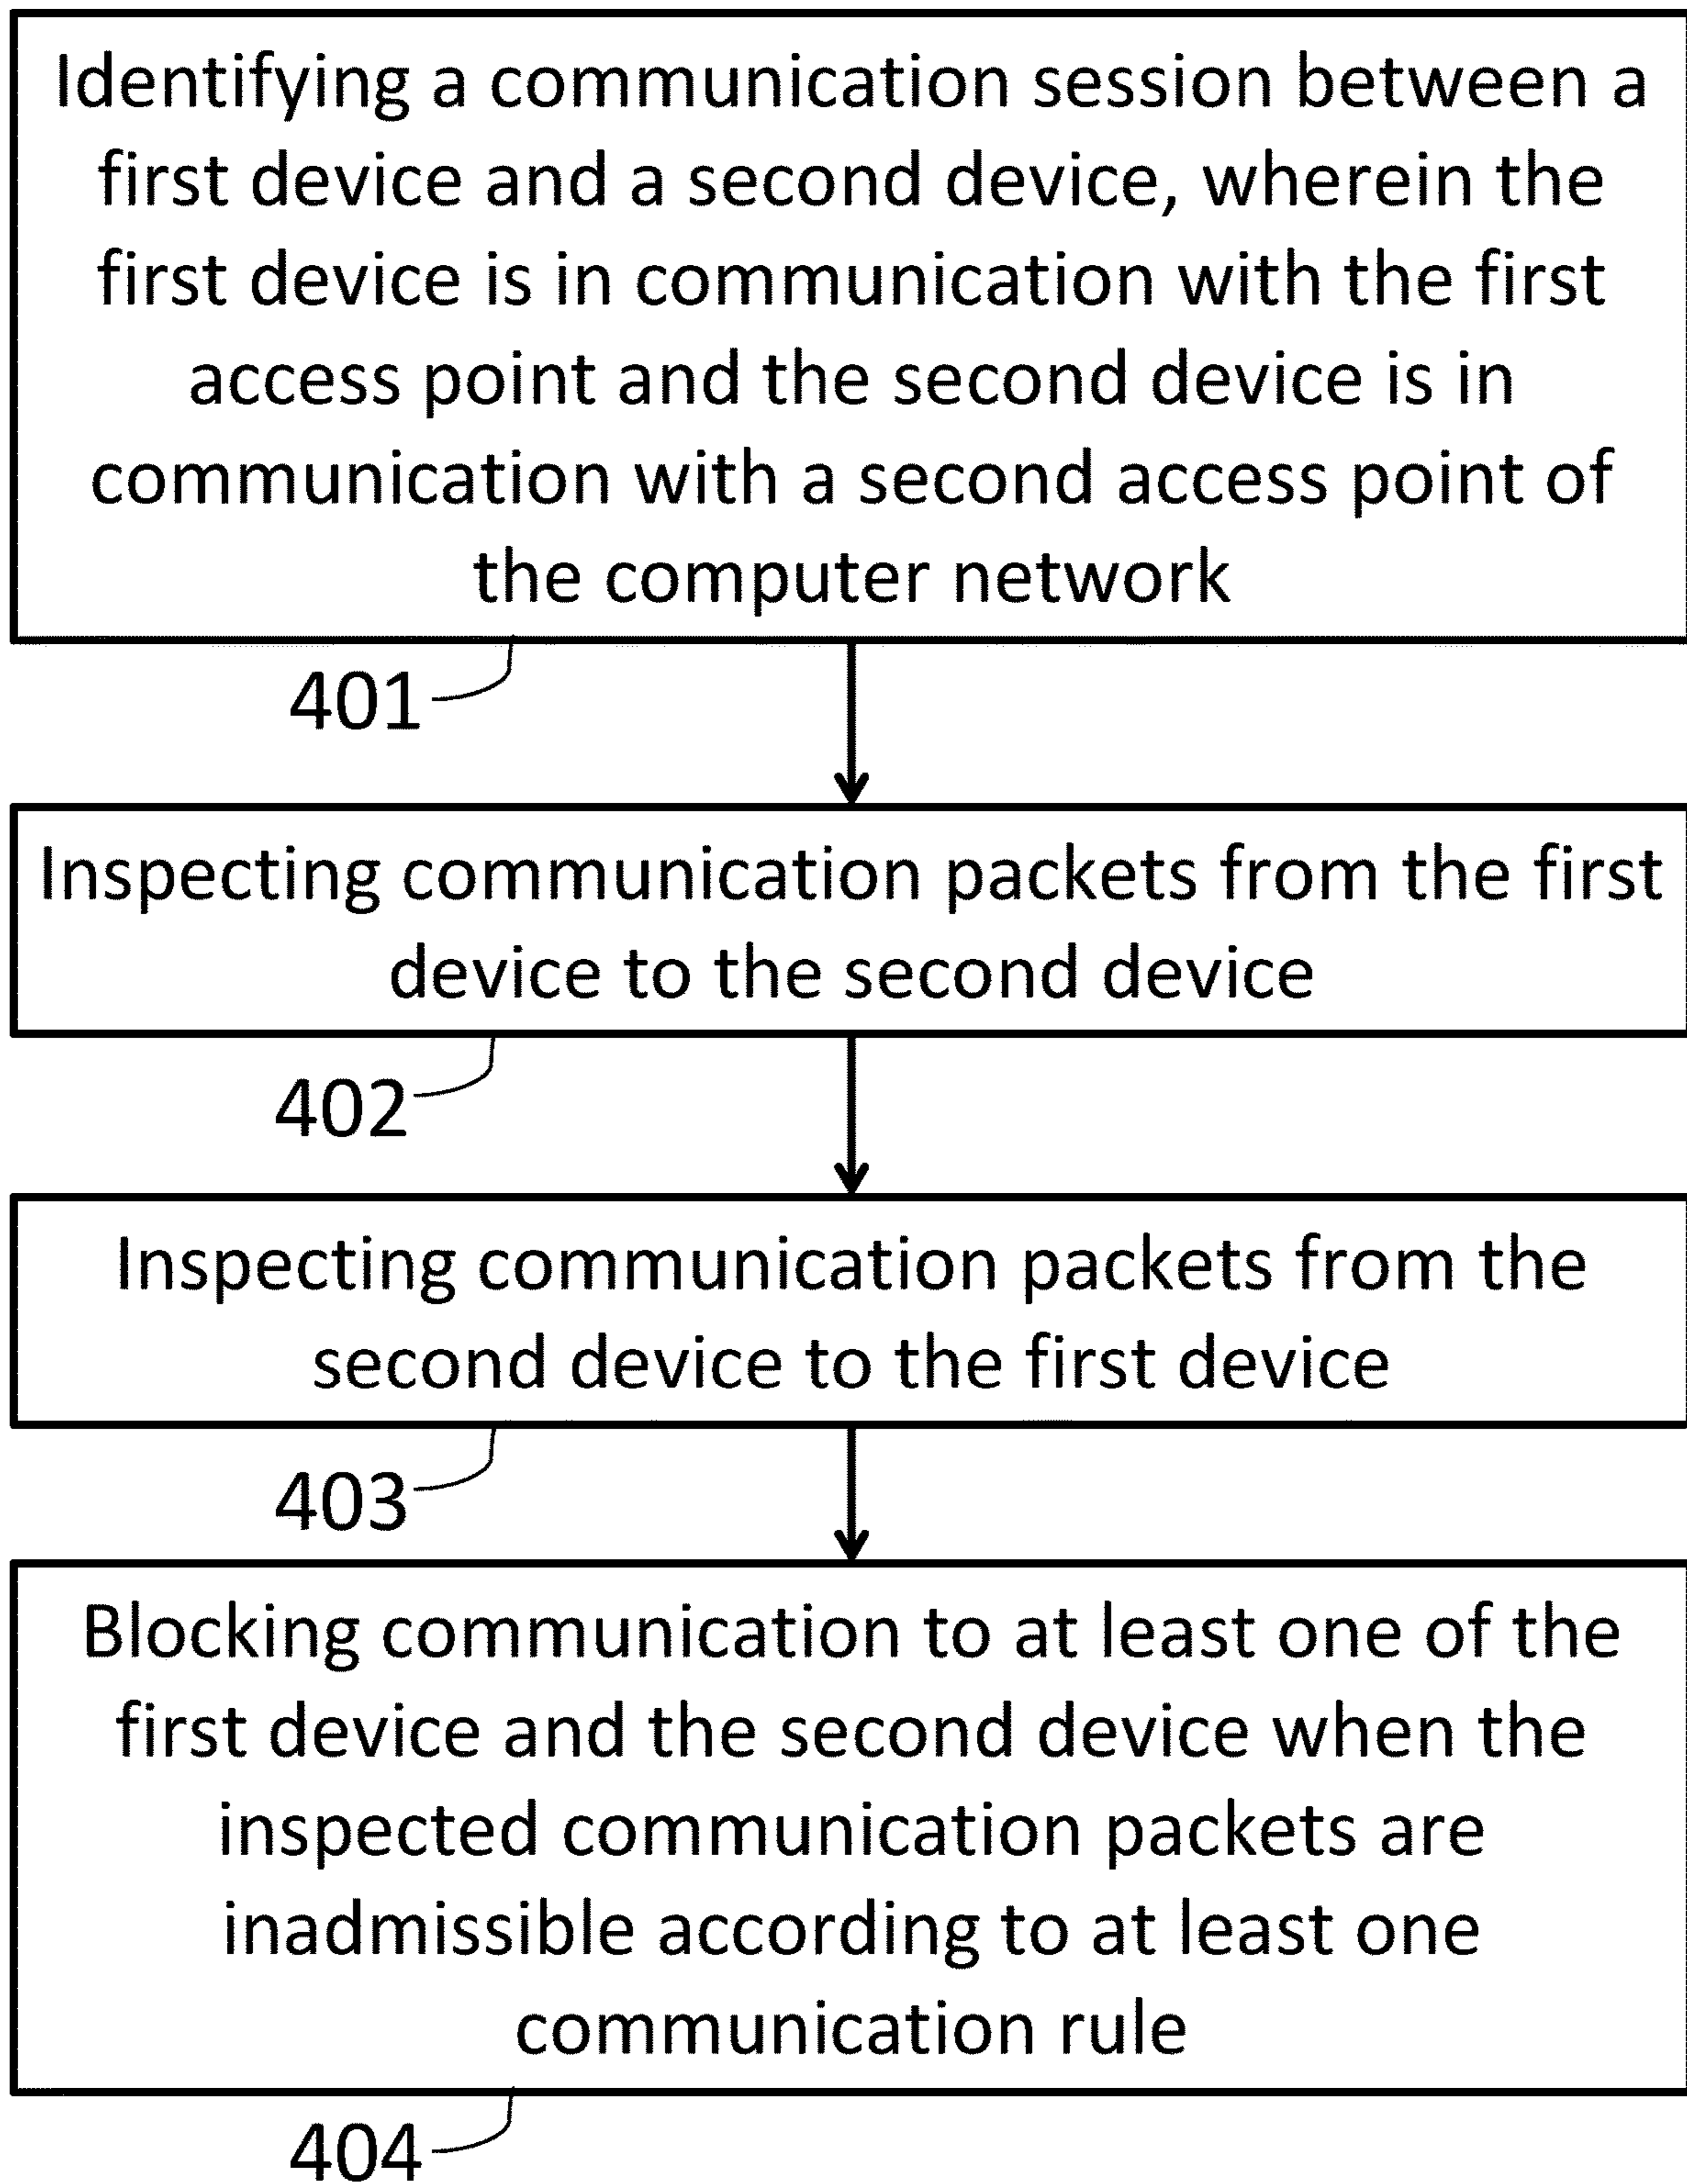 Identifying a communication session between a
first device and a second device, wherein the
first device is in communication with the first
access point and the second device is in
communication with a second access point of
the computer network
401
Inspecting communication packets from the first
device to the second device
402
Inspecting communication packets from the
second device to the first device
403
Blocking communication to at least one of the
first device and the second device when the
inspected communication packets are
inadmissible according to at least one
communication rule
404